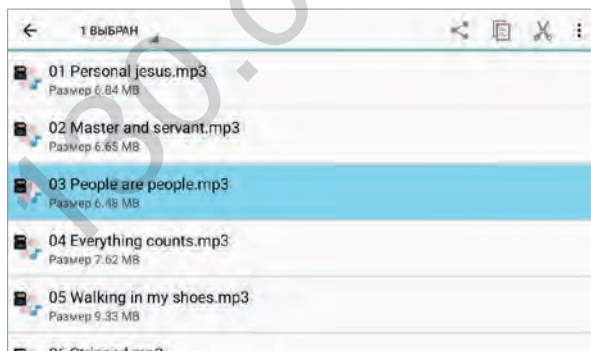 1 ВЫБРАН
01 Personal jesus.mp3
Размер 6.84 MB
02 Master and servant.mp3
Размер 6.65 MB
03 People are people.mp3
Размер 6.48 MB
04 Everything counts.mp3
Размер 7.62 MB
05 Walking in my shoes.mp3
Размер 9.33 MB